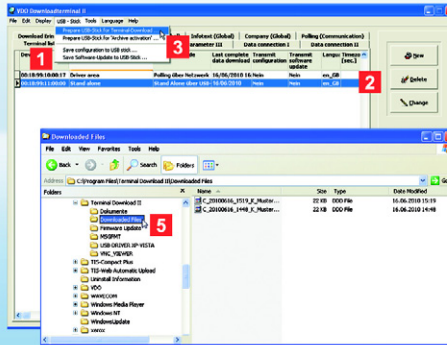 VDO Downloadterminal II
File Edit Display USB - Stick Tools Language Help
Prepare USB-Stick for Terminal-Download
Prepare USB-Stick for 'Archive activation' ...
Save configuration to USB stick ...
Save Software Update to USB-Stick ...
Infotext (Global) Company (Global) Polling (Communication)
Terminal
Parameter III Data connection I Data connection II
Last complete data download Transmit configuration Transmit software update
[sec.]
1
3
2
00:18:99:10:00:17 Driver area Polling über Netzwerk 16/06/2010 Nein Nein en_GB
00:18:99:11:00:00 Stand alone Stand Alone über USB Nein Nein en_GB
New
Delete
Change
Downloaded Files
File Edit View Favorites Tools Help
Back Search Folders
Address C:\Program Files\Terminal Download II\Downloaded Files Go
Folders Name Size Type Date Modified
Terminal Download II
Dokumente
Downloaded Files
Firmware Update
MSGFMT
USB-DRIVER-XP-VISTA
VNC_VIEWER
TIS-Compact Plus
TIS-Web Automatic Upload
Uninstall Information
VDO
WAVECOM
Windows Media Player
Windows NT
WindowsUpdate
xerox
5
C_20100616_1519_K_Muster... 22 KB DDD File 16.06.2010 15:19
C_20100616_1448_K_Muster... 22 KB DDD File 16.06.2010 14:48